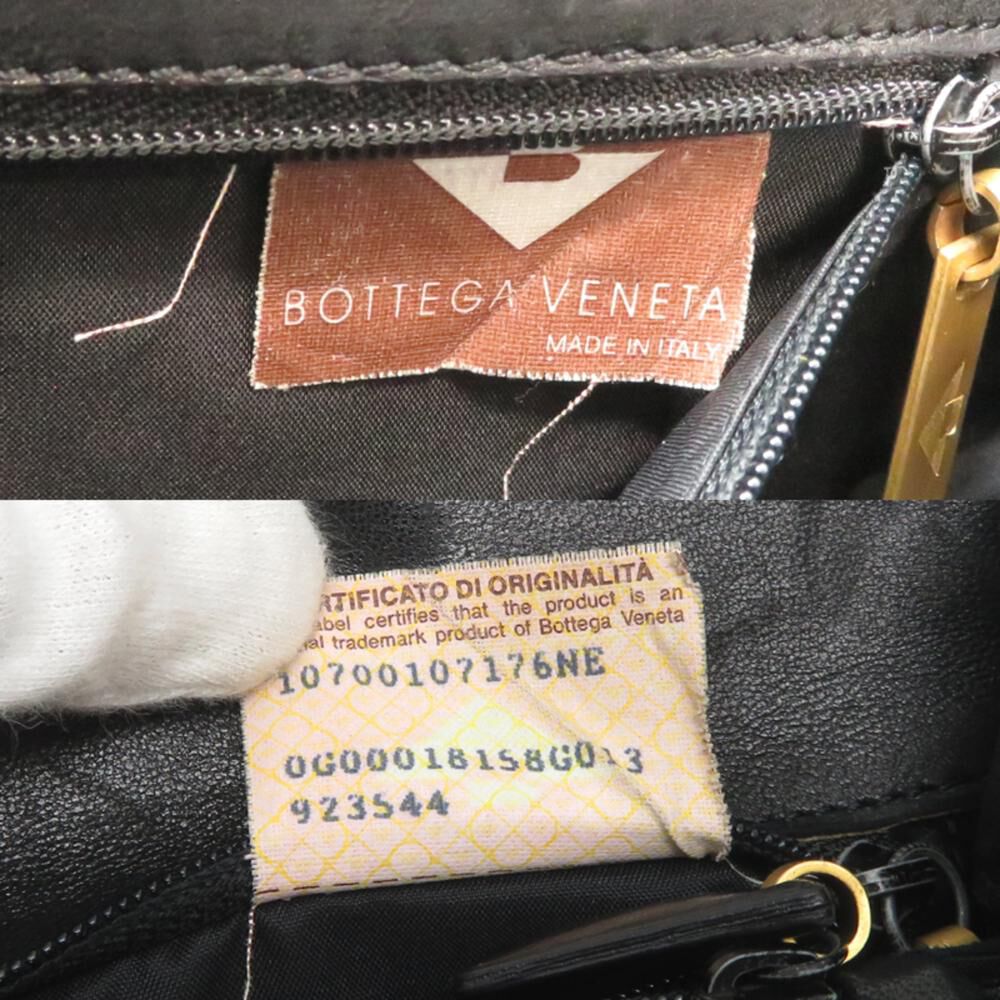 B
BOTTEGA VENETA
MADE IN ITALY
RTIFICATO DI ORIGINALITÀ
abel certifies that the product is an
al trademark product of Bottega Veneta
10700107176NE
923544